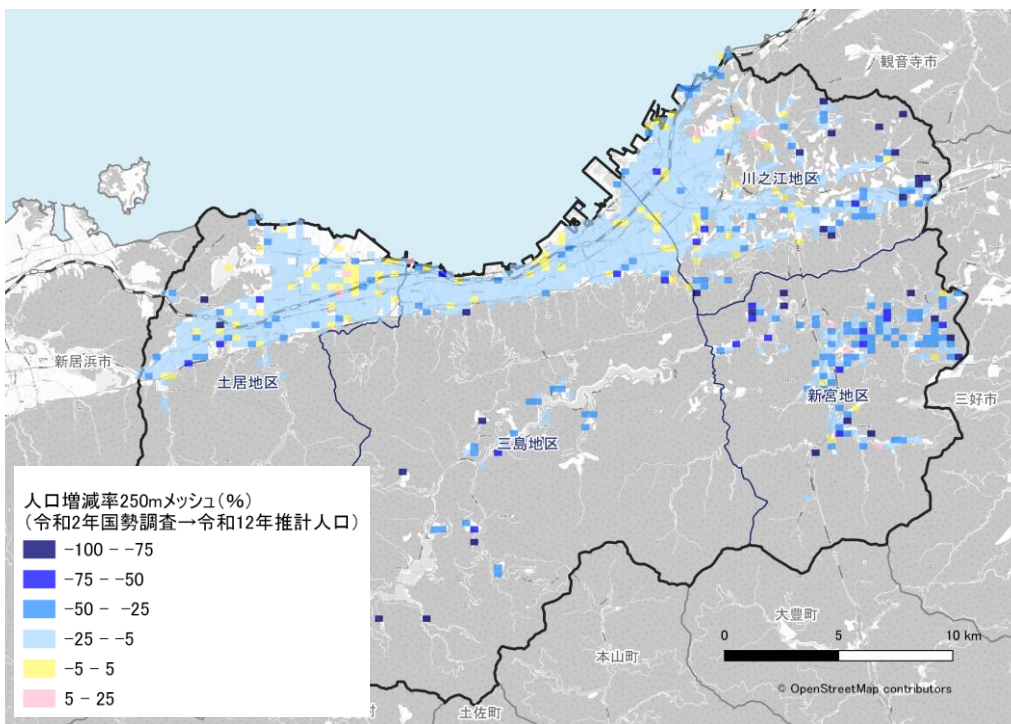 観音寺市
川之江地区
新居浜市
土居地区
新宮地区
三好市
三島地区
人口増減率250mメッシュ(%)
(令和2年国勢調査→令和12年推計人口)
-100 - -75
-75 - -50
-50 - -25
-25 - -5
-5 - 5
5 - 25
大豊町
0 5 10 km
本山町
© OpenStreetMap contributors
村 土佐町